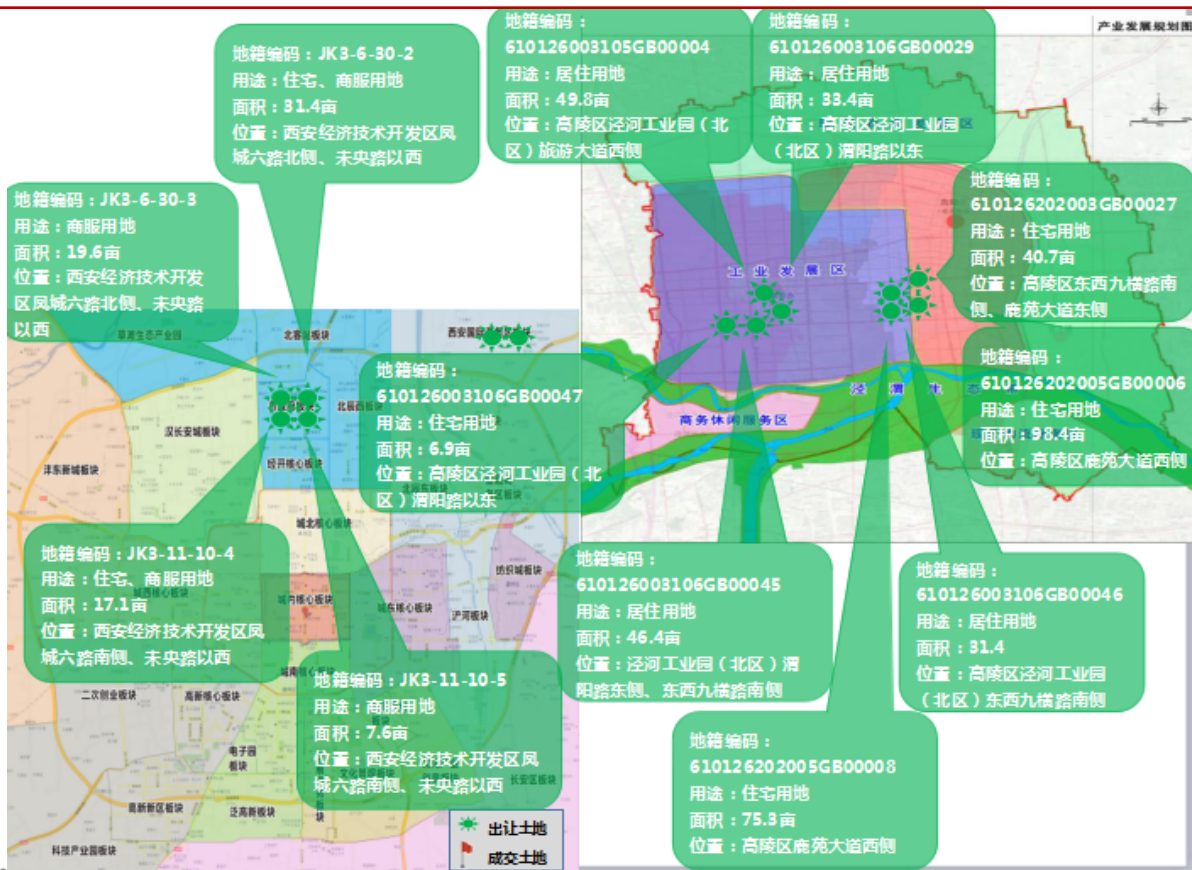 产业发展规划图
地籍编码：JK3-6-30-2
用途：住宅、商服用地
面积：31.4亩
位置：西安经济技术开发区凤
城六路北侧、未央路以西
地籍编码：
610126003105GB00004
用途：居住用地
面积：49.8亩
位置：高陵区泾河工业园（北
区）旅游大道西侧
地籍编码：
610126003106GB00029
用途：居住用地
面积：33.4亩
位置：高陵区泾河工业园
（北区）渭阳路以东
地籍编码：
610126202003GB00027
用途：住宅用地
面积：40.7亩
位置：高陵区东西九横路南
侧、鹿苑大道东侧
地籍编码：JK3-6-30-3
用途：商服用地
面积：19.6亩
位置：西安经济技术开发
区凤城六路北侧、未央路
以西
工业发展区
商务休闲服务区
泾渭生态
地籍编码：
610126202005GB00006
用途：住宅用地
面积：98.4亩
位置：高陵区鹿苑大道西侧
地籍编码：
610126003106GB00047
用途：住宅用地
面积：6.9亩
位置：高陵区泾河工业园（北
区）渭阳路以东
汉长安城板块
沣东新城板块
经开核心板块
城北核心板块
纺织城板块
城内核心板块
城东核心板块
浐河板块
城西核心板块
地籍编码：JK3-11-10-4
用途：住宅、商服用地
面积：17.1亩
位置：西安经济技术开发区凤
城六路南侧、未央路以西
地籍编码：
610126003106GB00045
用途：居住用地
面积：46.4亩
位置：泾河工业园（北区）渭
阳路东侧、东西九横路南侧
地籍编码：
610126003106GB00046
用途：居住用地
面积：31.4
位置：高陵区泾河工业园
（北区）东西九横路南侧
地籍编码：JK3-11-10-5
用途：商服用地
面积：7.6亩
位置：西安经济技术开发区凤
城六路南侧、未央路以西
地籍编码：
610126202005GB00008
用途：住宅用地
面积：75.3亩
位置：高陵区鹿苑大道西侧
二次创业板块
高新核心板块
电子园
板块
长安区板块
高新新区板块
泛高新板块
科技产业园板块
出让土地
成交土地